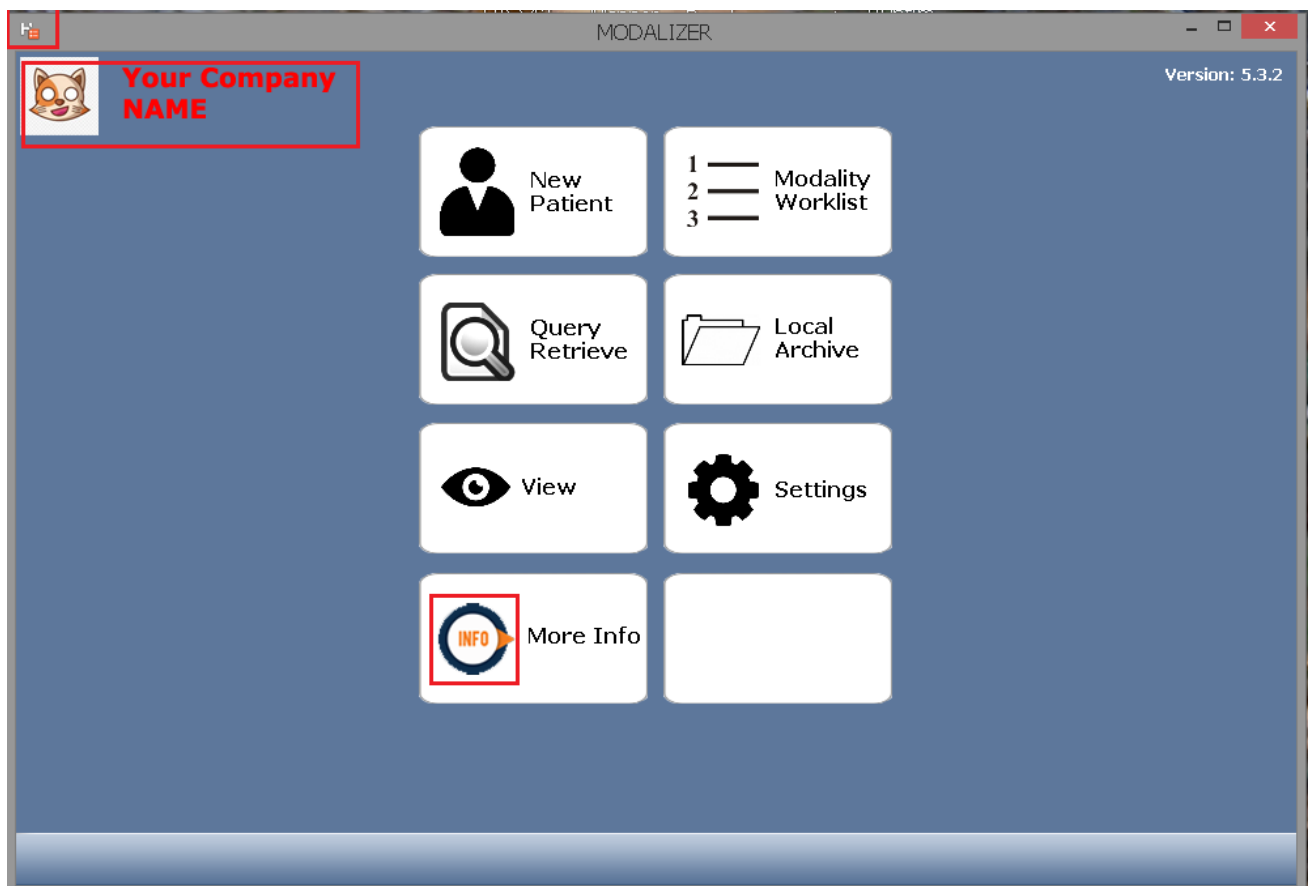 MODALIZER
Your Company
NAME
Version: 5.3.2
New
Patient
1
2
3
Modality
Worklist
Query
Retrieve
Local
Archive
View
Settings
INFO
More Info